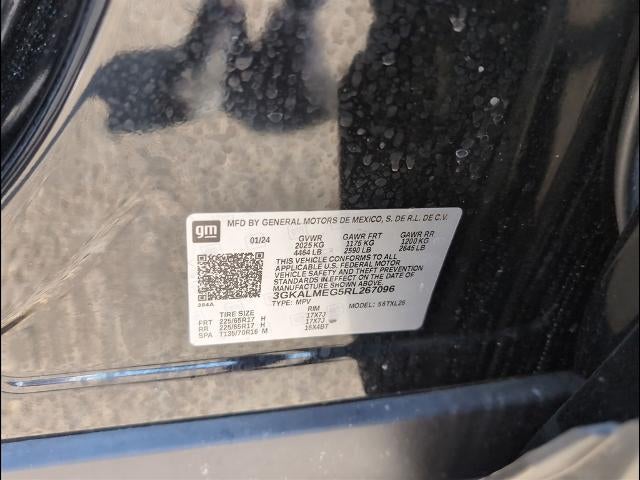 gm MFD BY GENERAL MOTORS DE MEXICO, S. DE R.L. DE C.V.
01/24 GVWR GAWR FRT GAWR RR
2025 KG 1175 KG 1200 KG
4464 LB 2590 LB 2645 LB
THIS VEHICLE CONFORMS TO ALL
APPLICABLE U.S. FEDERAL MOTOR
VEHICLE SAFETY AND THEFT PREVENTION
STANDARDS IN EFFECT ON THE DATE OF
MANUFACTURE SHOWN ABOVE.
3GKALMEG5RL267096
TYPE: MPV MODEL:
TIRE SIZE RIM
FRT 225/65R17 H 17X7J
RR 225/65R17 H 17X7J
SPA T135/70R16 M 16X4BT